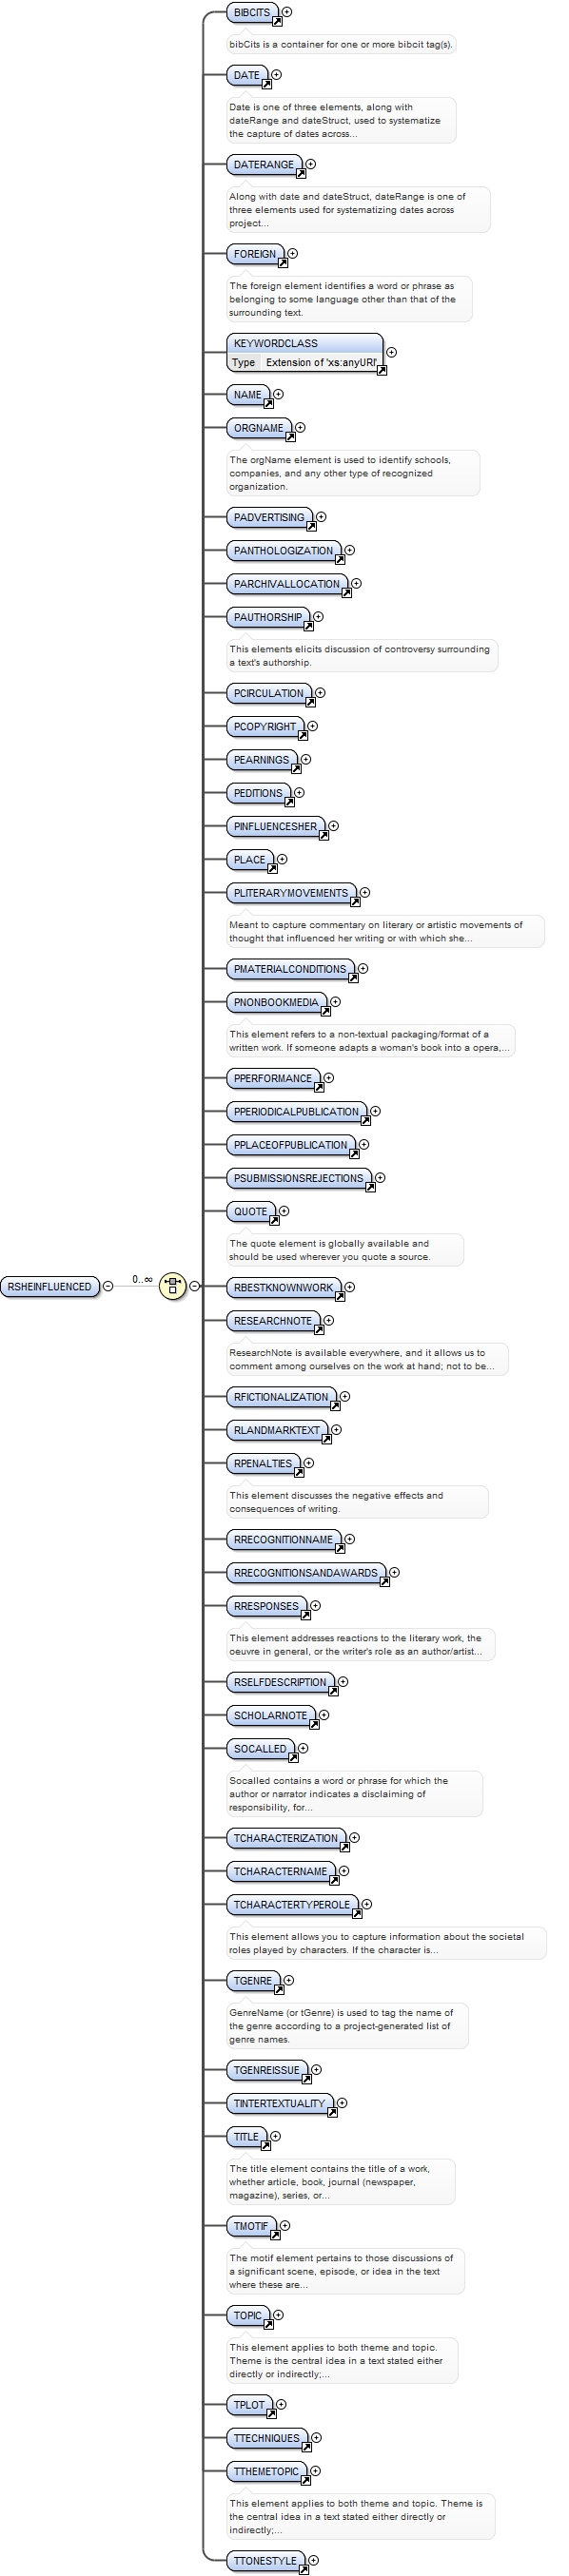 BIBCITS
bibCits is a container for one or more bibcit tag(s).
DATE
Date is one of three elements, along with
dateRange and dateStruct, used to systematize
the capture of dates across...
DATERANGE
Along with date and dateStruct, dateRange is one of
three elements used for systematizing dates across
project...
FOREIGN
The foreign element identifies a word or phrase as
belonging to some language other than that of the
surrounding text.
KEYWORDCLASS
Type Extension of 'xs:anyURI'
NAME
ORGNAME
The orgName element is used to identify schools,
companies, and any other type of recognized
organization.
PADVERTISING
PANTHOLOGIZATION
PARCHIVALLOCATION
PAUTHORSHIP
This elements elicits discussion of controversy surrounding
a text's authorship.
PCIRCULATION
PCOPYRIGHT
PEARNINGS
PEDITIONS
PINFLUENCESHER
PLACE
PLITERARYMOVEMENTS
Meant to capture commentary on literary or artistic movements of
thought that influenced her writing or with which she...
PMATERIALCONDITIONS
PNONBOOKMEDIA
This element refers to a non-textual packaging/format of a
written work. If someone adapts a woman's book into a opera,...
PPERFORMANCE
PPERIODICALPUBLICATION
PPLACEOFPUBLICATION
PSUBMISSIONSREJECTIONS
QUOTE
The quote element is globally available and
should be used wherever you quote a source.
RSHEINFLUENCED 0..∞
RBESTKNOWNWORK
RESEARCHNOTE
ResearchNote is available everywhere, and it allows us to
comment among ourselves on the work at hand; not to be...
RFICTIONALIZATION
RLANDMARKTEXT
RPENALTIES
This element discusses the negative effects and
consequences of writing.
RRECOGNITIONNAME
RRECOGNITIONSANDAWARDS
RRESPONSES
This element addresses reactions to the literary work, the
oeuvre in general, or the writer's role as an author/artist...
RSELFDESCRIPTION
SCHOLARNOTE
SOCALLED
Socalled contains a word or phrase for which the
author or narrator indicates a disclaiming of
responsibility, for...
TCHARACTERIZATION
TCHARACTERNAME
TCHARACTERTYPEROLE
This element allows you to capture information about the societal
roles played by characters. If the character is...
TGENRE
GenreName (or tGenre) is used to tag the name of
the genre according to a project-generated list of
genre names.
TGENREISSUE
TINTERTEXTUALITY
TITLE
The title element contains the title of a work,
whether article, book, journal (newspaper,
magazine), series, or...
TMOTIF
The motif element pertains to those discussions of
a significant scene, episode, or idea in the text
where these are...
TOPIC
This element applies to both theme and topic.
Theme is the central idea in a text stated either
directly or indirectly;...
TPLOT
TTECHNIQUES
TTHEMETOPIC
This element applies to both theme and topic. Theme is
the central idea in a text stated either directly or
indirectly;...
TTONESTYLE